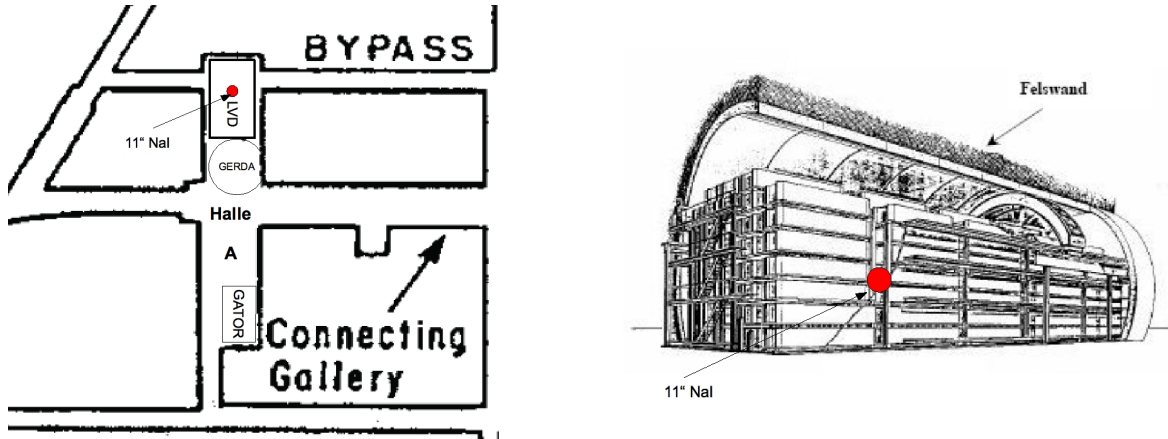 BYPASS
LVD
11“ NaI
GERDA
Halle
A
GATOR
Connecting
Gallery
Felswand
11“ NaI